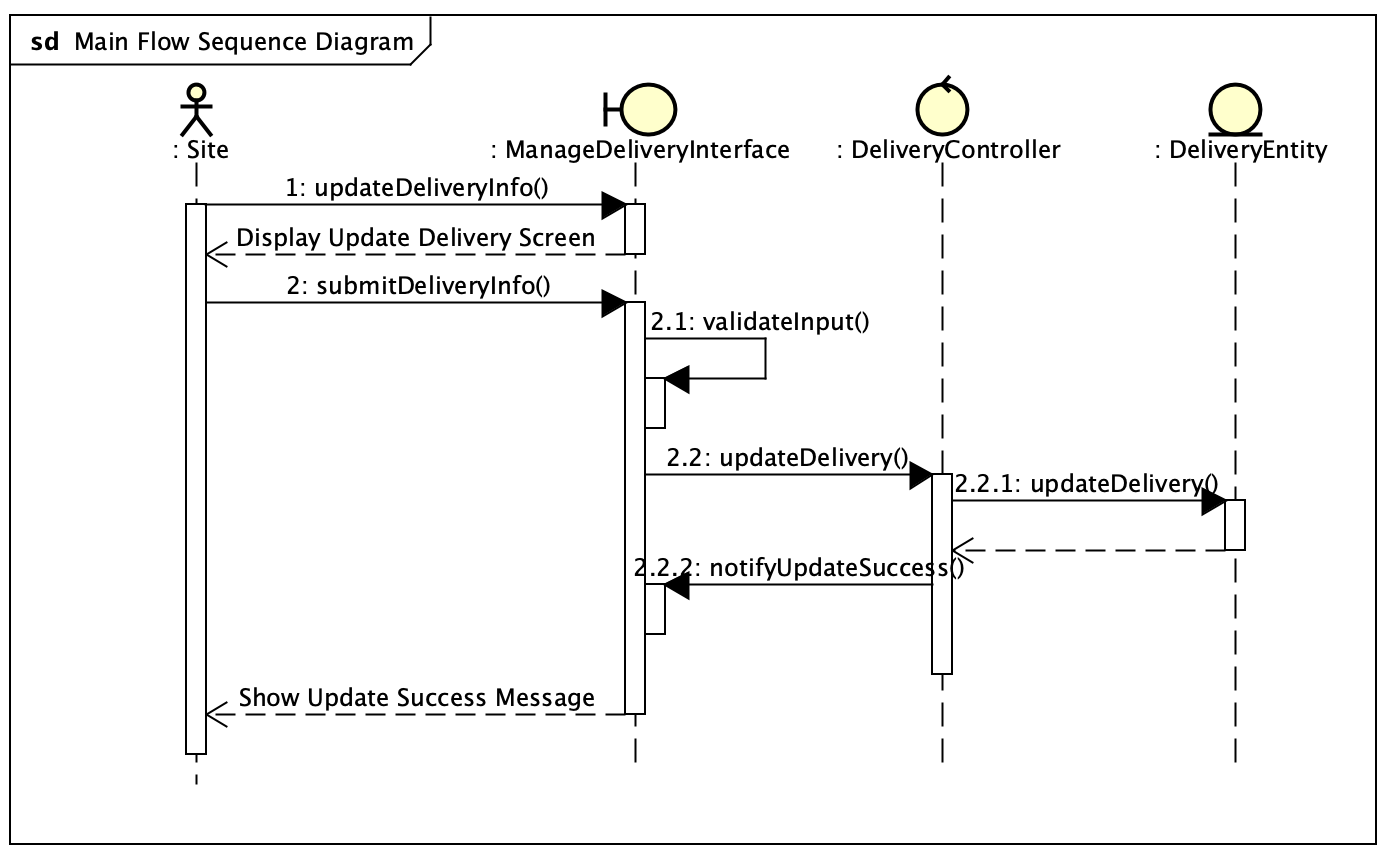 sd Main Flow Sequence Diagram
: Site
: ManageDeliveryInterface
: DeliveryController
: DeliveryEntity
1: updateDeliveryInfo()
Display Update Delivery Screen
2: submitDeliveryInfo()
2.1: validateInput()
2.2: updateDelivery()
2.2.1: updateDelivery()
2.2.2: notifyUpdateSuccess()
Show Update Success Message